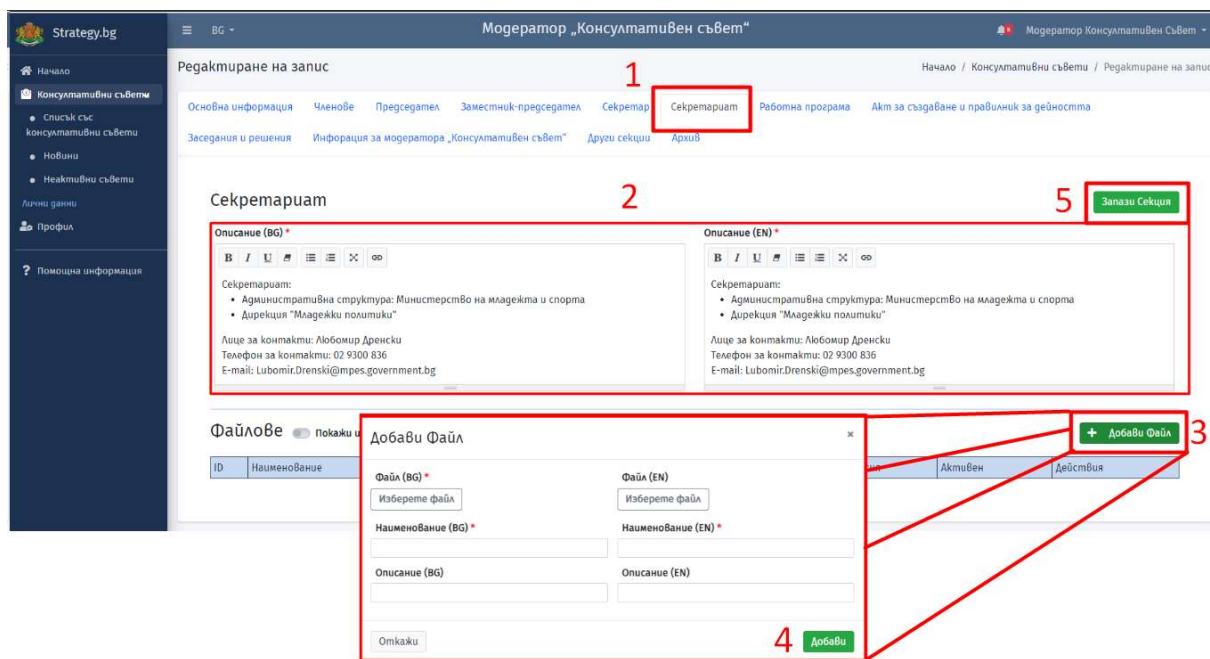 Strategy.bg
BG
Модератор „Консултативен съвет“
Модератор Консултативен Съвет
Начало
Консултативни съвети
Списък със
консултативни съвети
Новини
Неактивни съвети
Лични данни
Профил
? Помощна информация
Редактиране на запис
1
Начало / Консултативни съвети / Редактиране на запис
Основна информация Членове Председател Заместник-председател Секретар Секретариат Работна програма Акт за създаване и правилник за дейността
Заседания и решения Инфорация за модератора „Консултативен съвет“ Други секции Архив
Секретариат
2
5
Запази Секция
Описание (BG) *
B I U
Секретариат:
• Административна структура: Министерство на младежта и спорта
• Дирекция "Младежки политики"
Лице за контакти: Любомир Дренски
Телефон за контакти: 02 9300 836
E-mail: Lubomir.Drenski@mpes.government.bg
Описание (EN) *
B I U
Секретариат:
• Административна структура: Министерство на младежта и спорта
• Дирекция "Младежки политики"
Лице за контакти: Любомир Дренски
Телефон за контакти: 02 9300 836
E-mail: Lubomir.Drenski@mpes.government.bg
Файлове Покажи и
+ Добави Файл
3
ID Наименование Активен Действия
Добави Файл ×
Файл (BG) * Файл (EN)
Изберете файл Изберете файл
Наименование (BG) * Наименование (EN) *
Описание (BG) Описание (EN)
Откажи 4 Добави